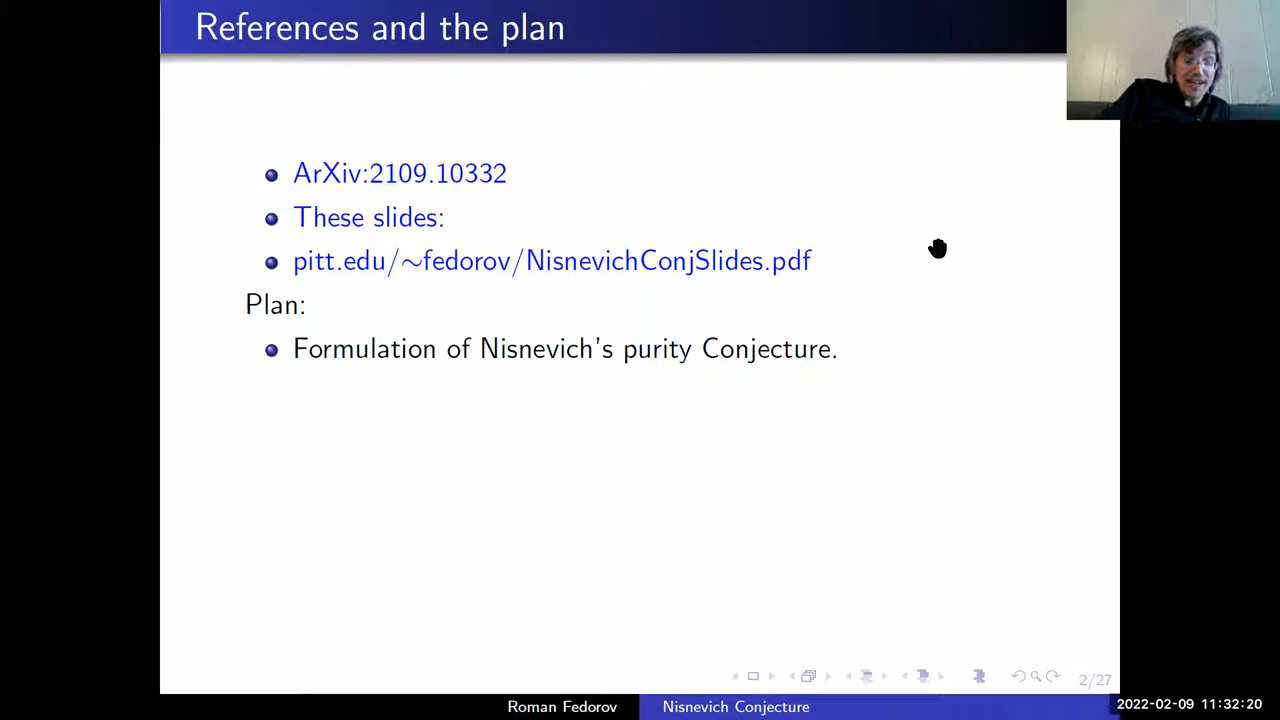 References and the plan
ArXiv:2109.10332
These slides:
pitt.edu/~fedorov/NisnevichConjSlides.pdf
Plan:
Formulation of Nisnevich's purity Conjecture.
2/27
Roman Fedorov
Nisnevich Conjecture
2022-02-09 11:32:20